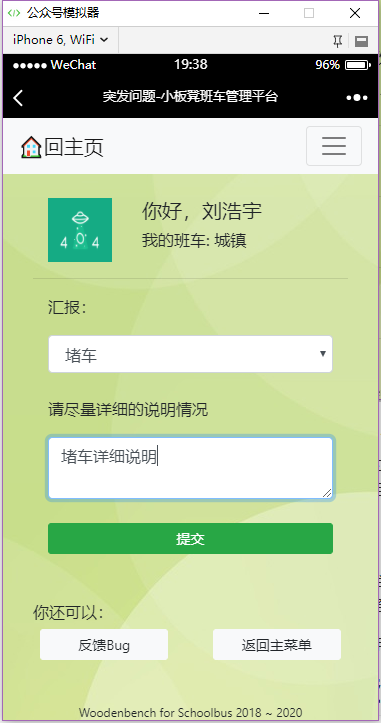 公众号模拟器
iPhone 6, WiFi
WeChat 19:38 96%
突发问题-小板凳班车管理平台
回主页
404
你好，刘浩宇
我的班车: 城镇
汇报：
堵车
请尽量详细的说明情况
堵车详细说明
提交
你还可以：
反馈Bug 返回主菜单
Woodenbench for Schoolbus 2018 ~ 2020